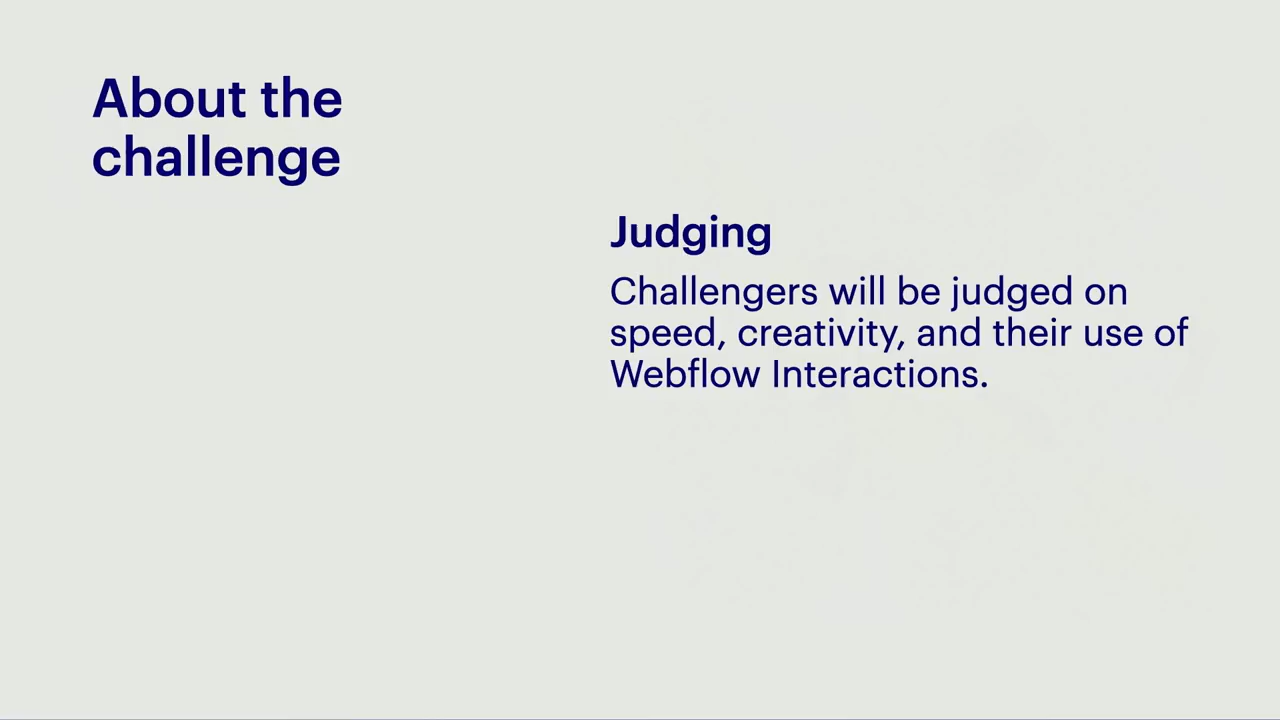 About the
challenge
Judging
Challengers will be judged on
speed, creativity, and their use of
Webflow Interactions.